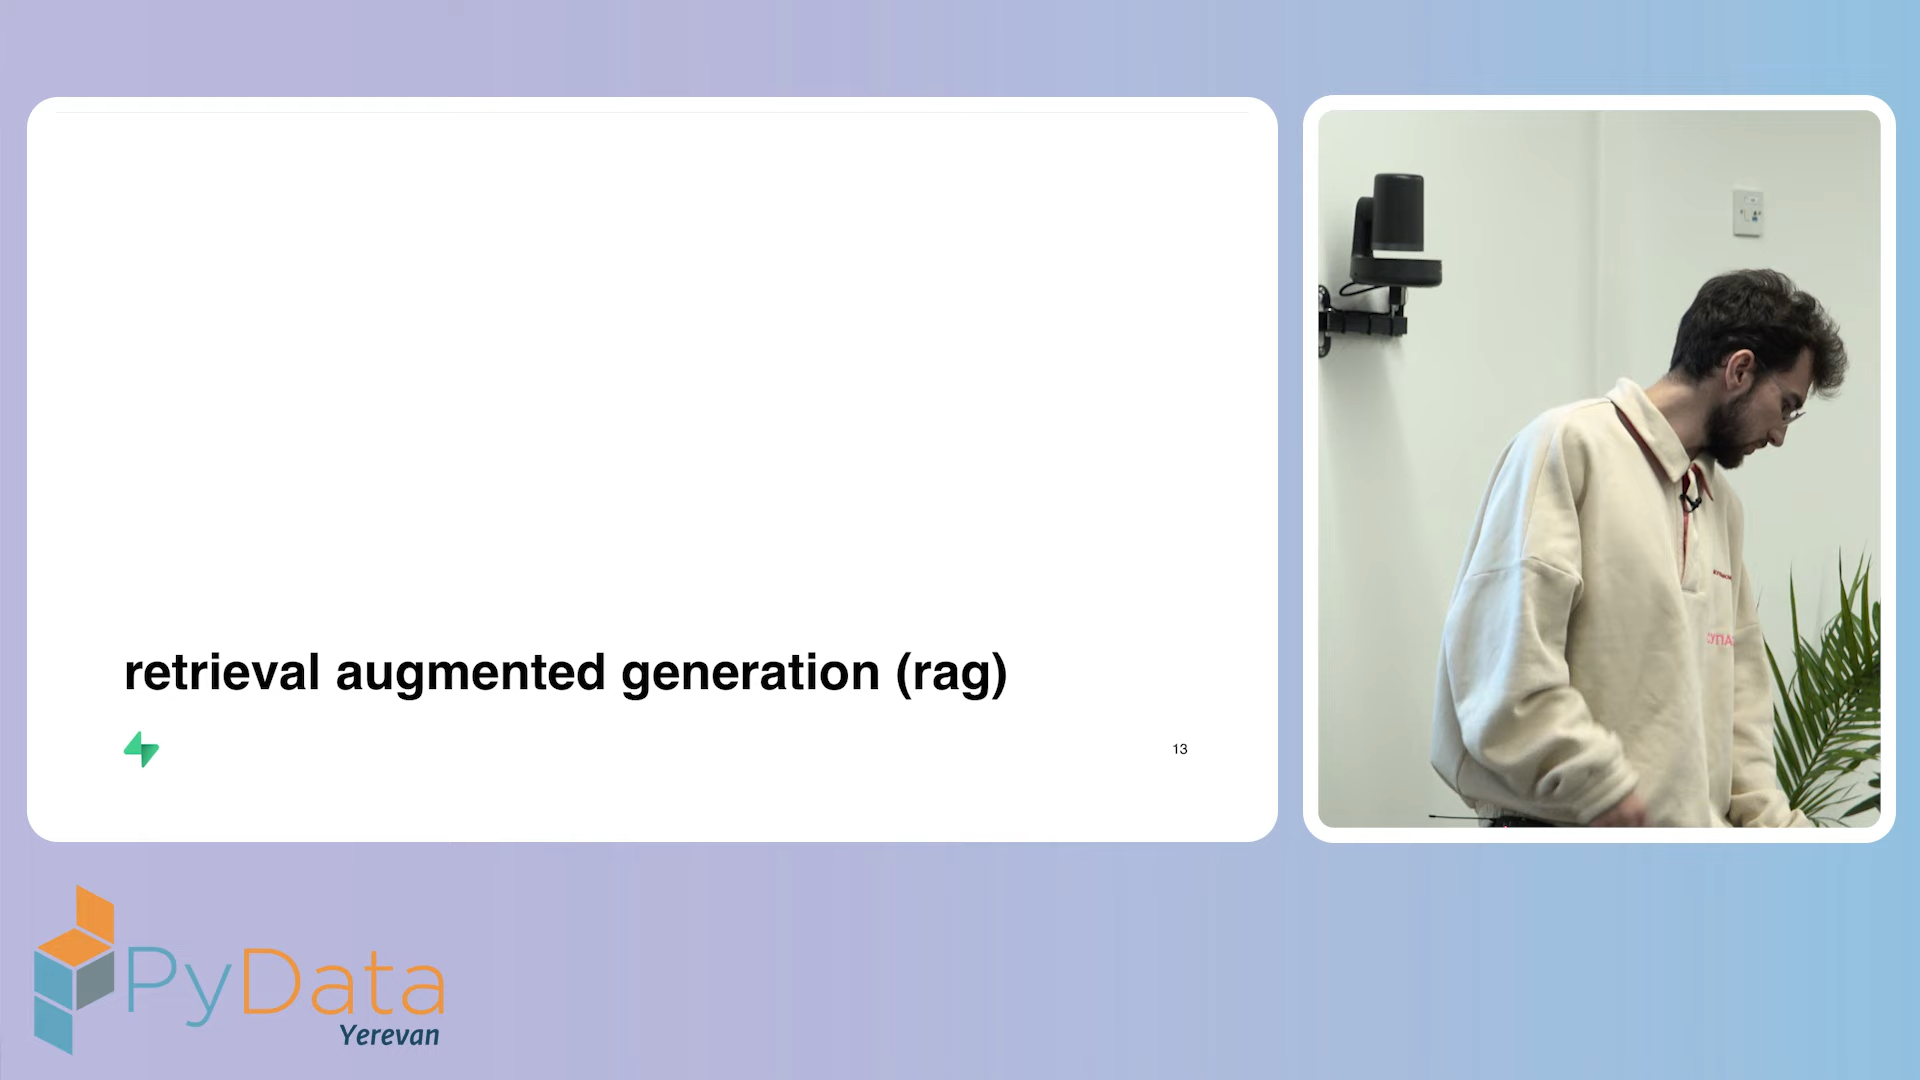 retrieval augmented generation (rag)
13
PyData
Yerevan